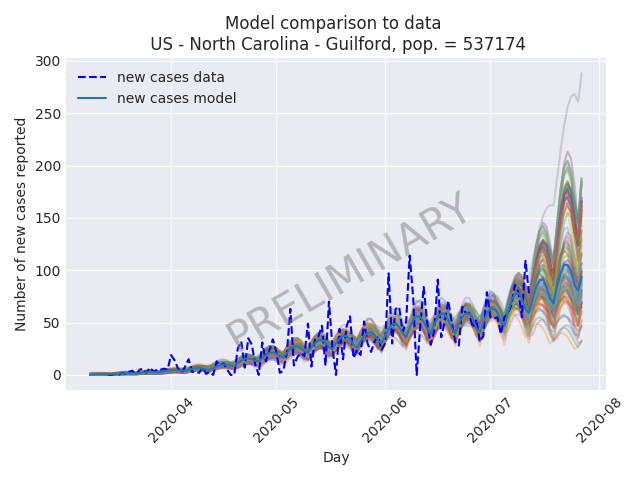 Model comparison to data
US - North Carolina - Guilford, pop. = 537174
300
250
200
150
100
50
0
Number of new cases reported
new cases data
new cases model
PRELIMINARY
2020-04
2020-05
2020-06
2020-07
2020-08
Day